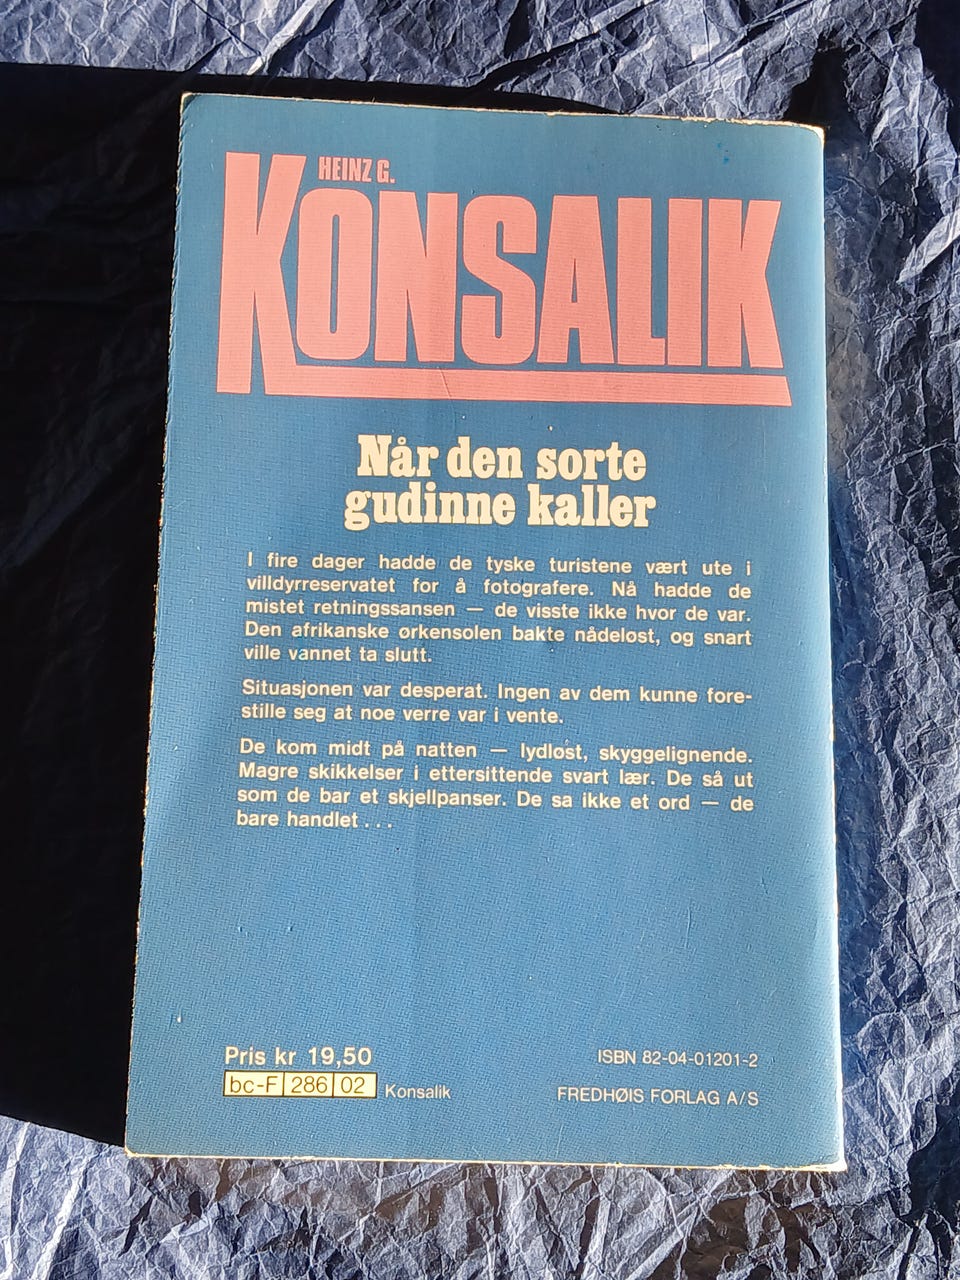 HEINZ G.
KONSALIK
Når den sorte
gudinne kaller
I fire dager hadde de tyske turistene vært ute i
villdyrreservatet for å fotografere. Nå hadde de
mistet retningssansen — de visste ikke hvor de var.
Den afrikanske ørkensolen bakte nådeløst, og snart
ville vannet ta slutt.
Situasjonen var desperat. Ingen av dem kunne fore-
stille seg at noe verre var i vente.
De kom midt på natten — lydløst, skyggelignende.
Magre skikkelser i ettersittende svart lær. De så ut
som de bar et skjellpanser. De sa ikke et ord — de
bare handlet . . .
Pris kr 19,50
bc-F 286 02 Konsalik
ISBN 82-04-01201-2
FREDHØIS FORLAG A/S